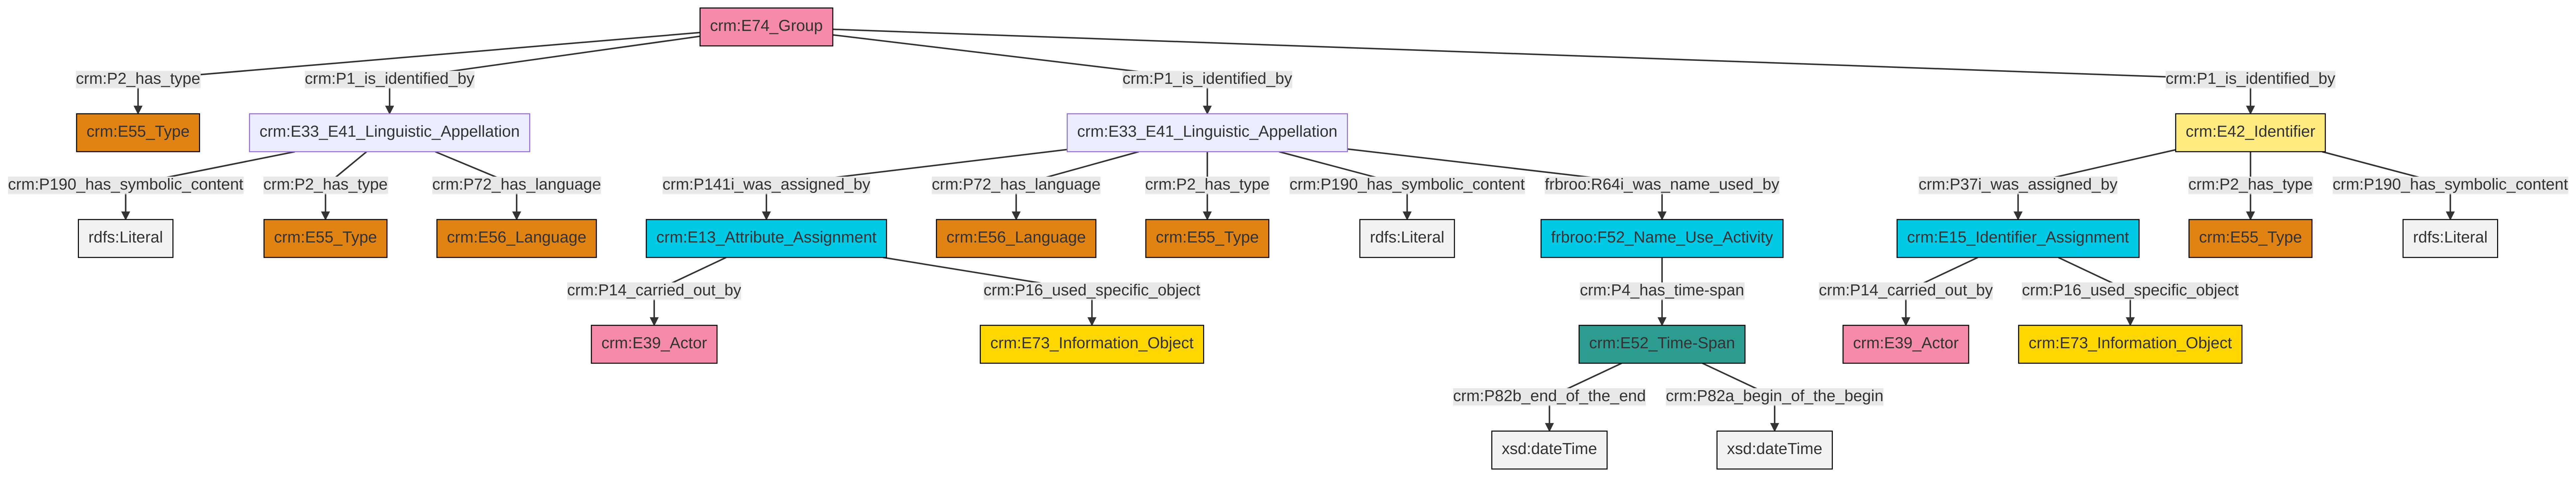 crm:E74_Group
crm:P2_has_type
crm:P1_is_identified_by
crm:P1_is_identified_by
crm:P1_is_identified_by
crm:E55_Type
crm:E33_E41_Linguistic_Appellation
crm:E33_E41_Linguistic_Appellation
crm:E42_Identifier
crm:P190_has_symbolic_content
crm:P2_has_type
crm:P72_has_language
crm:P141i_was_assigned_by
crm:P72_has_language
crm:P2_has_type
crm:P190_has_symbolic_content
frbroo:R64i_was_name_used_by
crm:P37i_was_assigned_by
crm:P2_has_type
crm:P190_has_symbolic_content
rdfs:Literal
crm:E55_Type
crm:E56_Language
crm:E13_Attribute_Assignment
crm:E56_Language
crm:E55_Type
rdfs:Literal
frbroo:F52_Name_Use_Activity
crm:E15_Identifier_Assignment
crm:E55_Type
rdfs:Literal
crm:P14_carried_out_by
crm:P16_used_specific_object
crm:P4_has_time-span
crm:P14_carried_out_by
crm:P16_used_specific_object
crm:E39_Actor
crm:E73_Information_Object
crm:E52_Time-Span
crm:E39_Actor
crm:E73_Information_Object
crm:P82b_end_of_the_end
crm:P82a_begin_of_the_begin
xsd:dateTime
xsd:dateTime